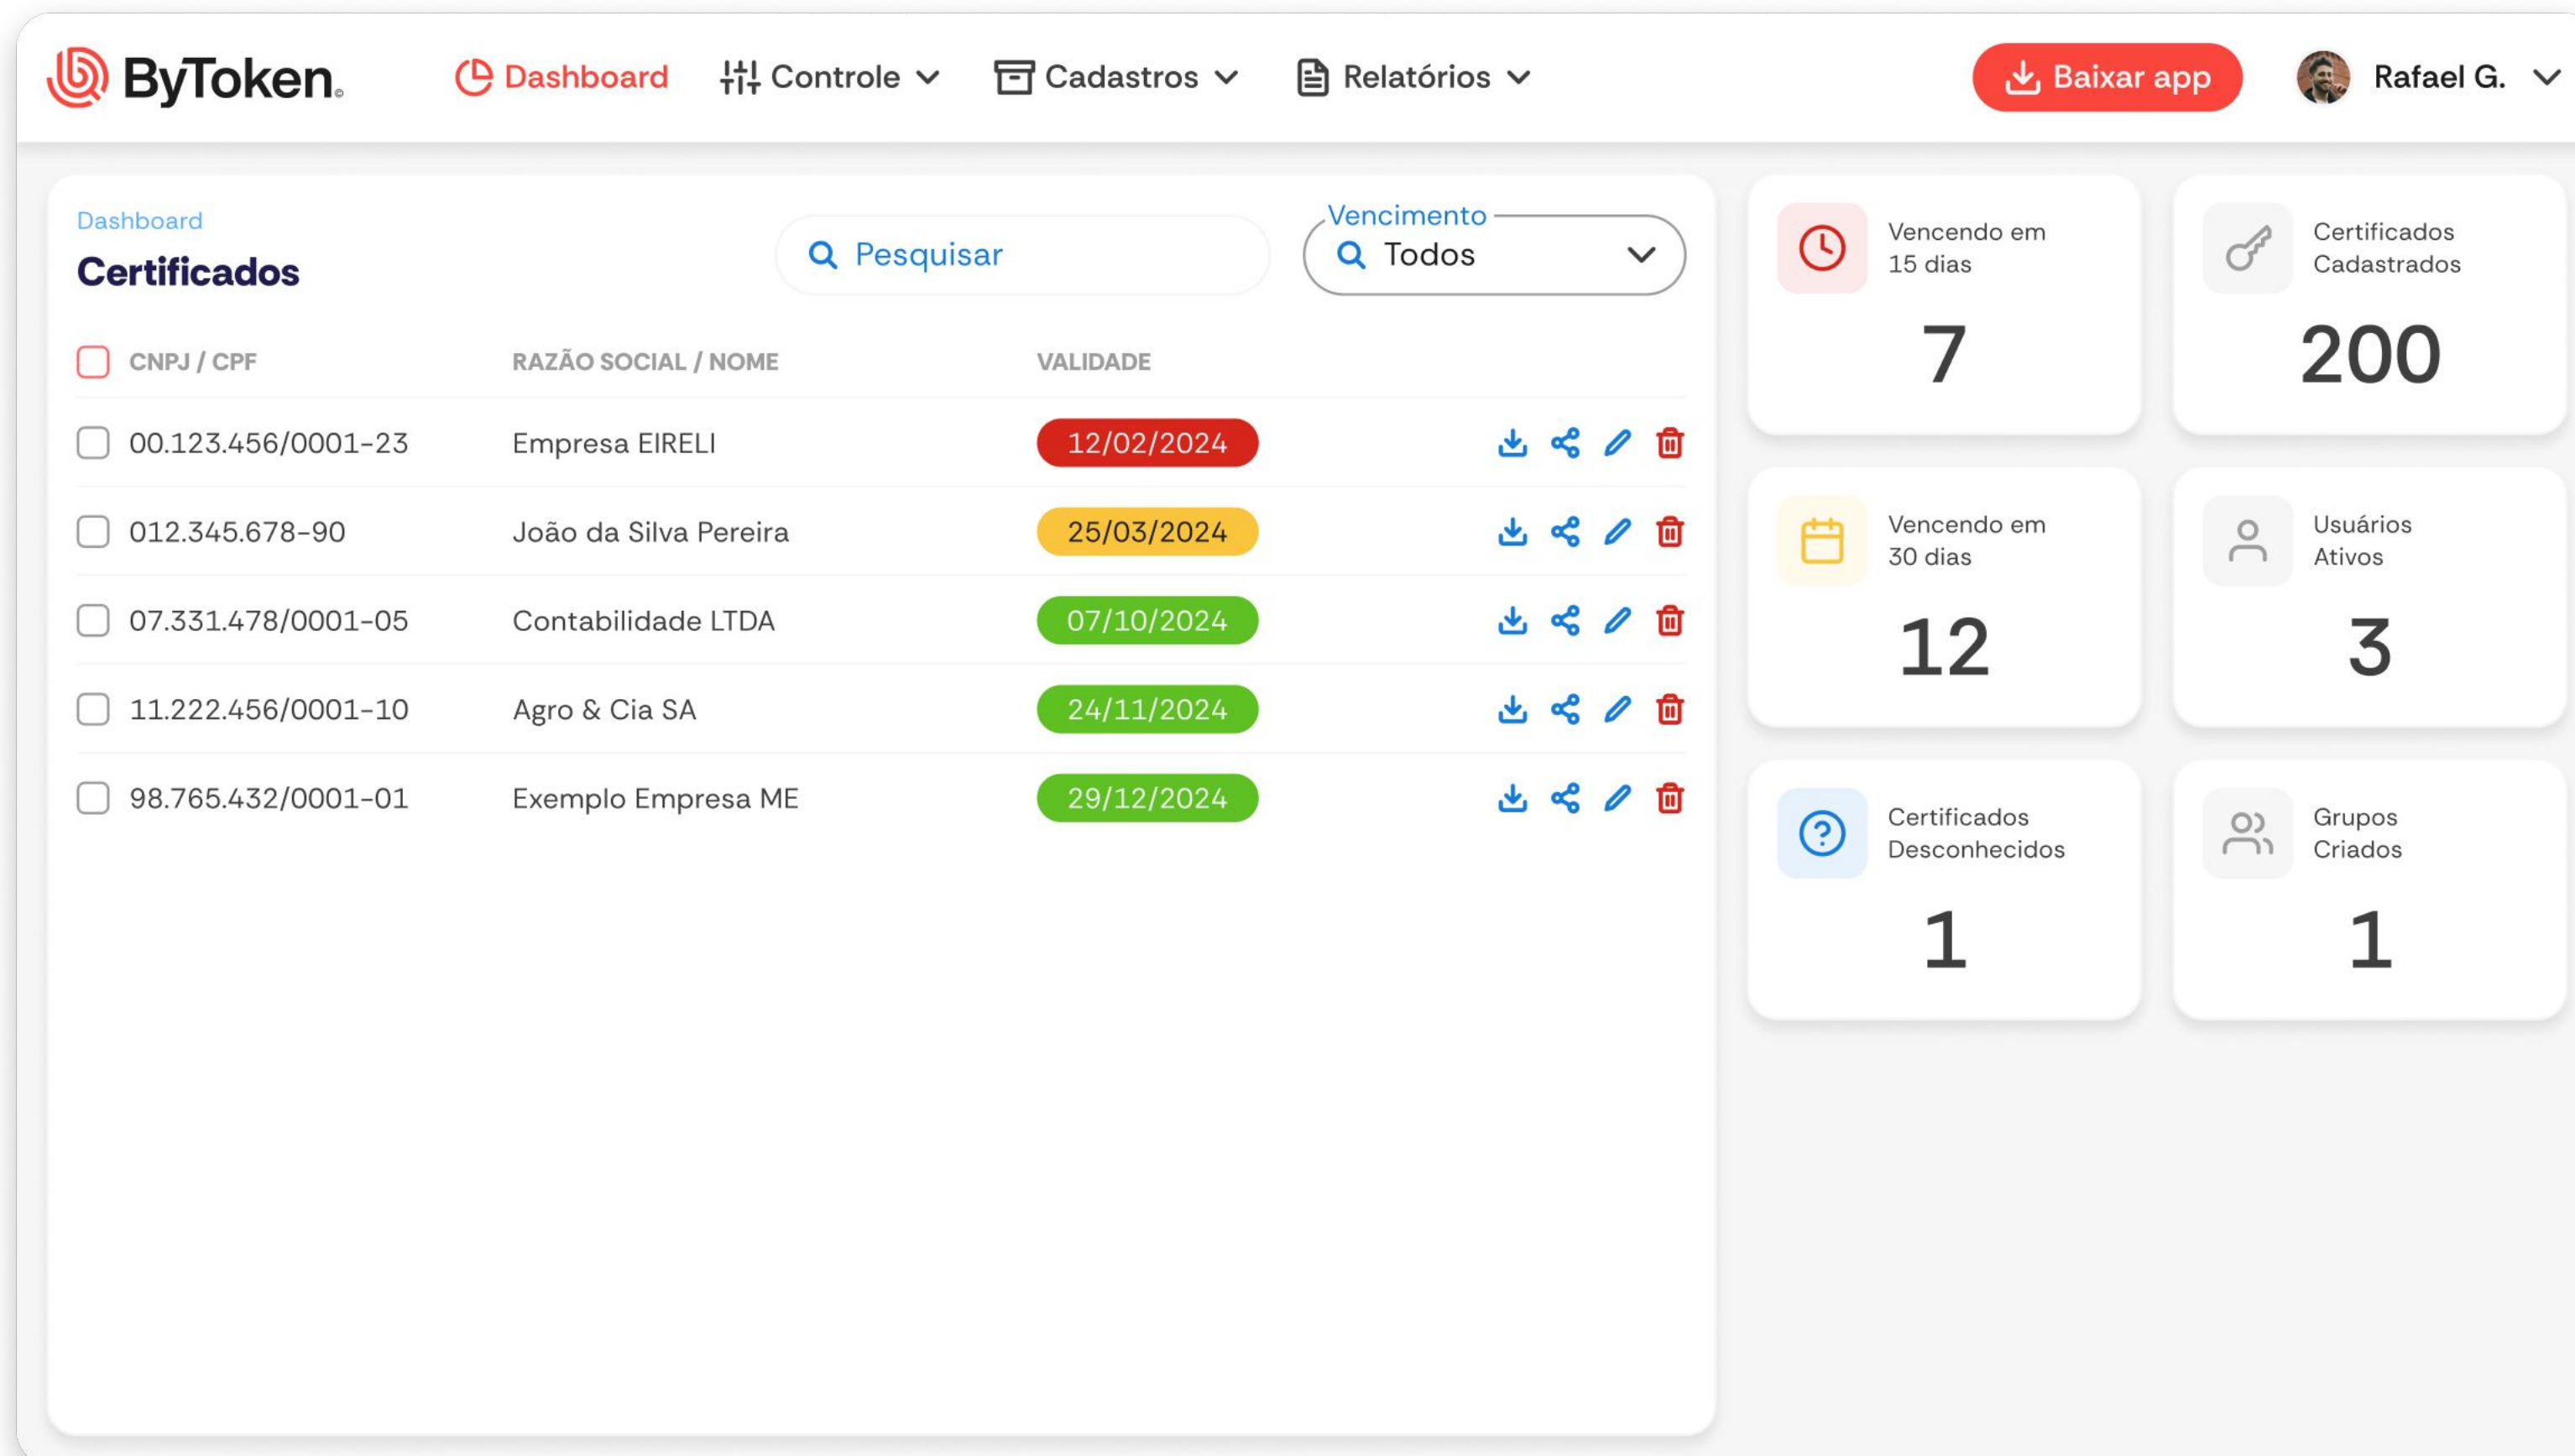 ByToken.
Dashboard Controle Cadastros Relatórios Baixar app Rafael G.
Dashboard
Certificados
Pesquisar
Vencimento
Todos
CNPJ / CPF RAZÃO SOCIAL / NOME VALIDADE
00.123.456/0001-23 Empresa EIRELI 12/02/2024
012.345.678-90 João da Silva Pereira 25/03/2024
07.331.478/0001-05 Contabilidade LTDA 07/10/2024
11.222.456/0001-10 Agro & Cia SA 24/11/2024
98.765.432/0001-01 Exemplo Empresa ME 29/12/2024
Vencendo em
15 dias
7
Certificados
Cadastrados
200
Vencendo em
30 dias
12
Usuários
Ativos
3
Certificados
Desconhecidos
1
Grupos
Criados
1